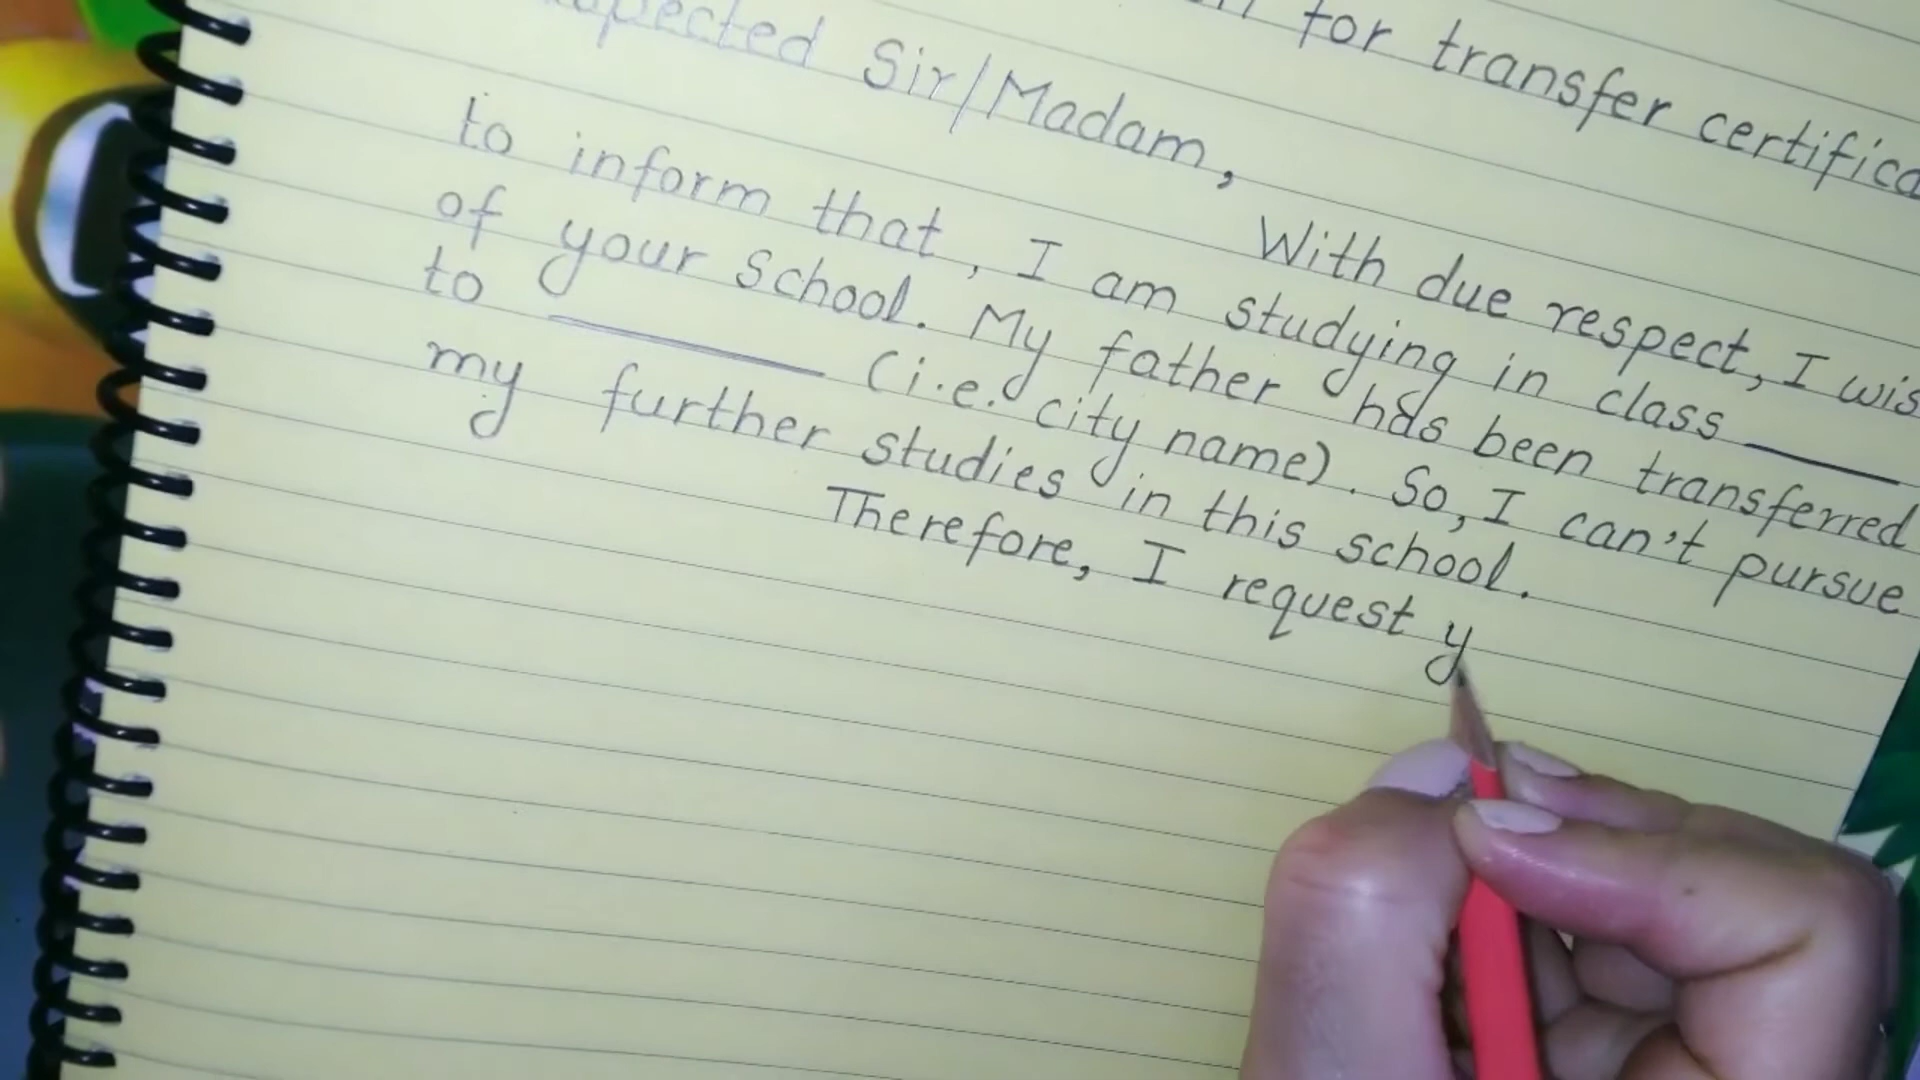 for transfer certifica
Sir/Madam,
With due respect, I wis
to inform that, I am studying in class ____
of your school. My father has been transferred
to ____ (i.e. city name). So, I can't pursue
my further studies in this school.
Therefore, I request y